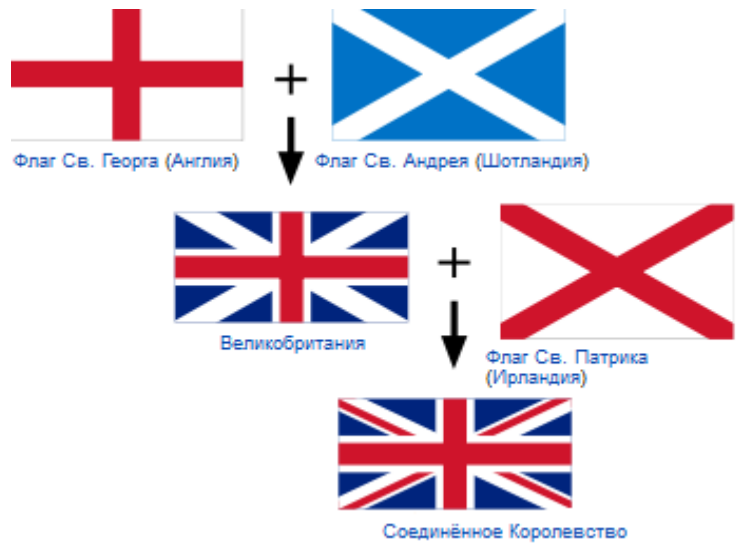 Флаг Св. Георга (Англия)
Флаг Св. Андрея (Шотландия)
Великобритания
Флаг Св. Патрика
(Ирландия)
Соединённое Королевство